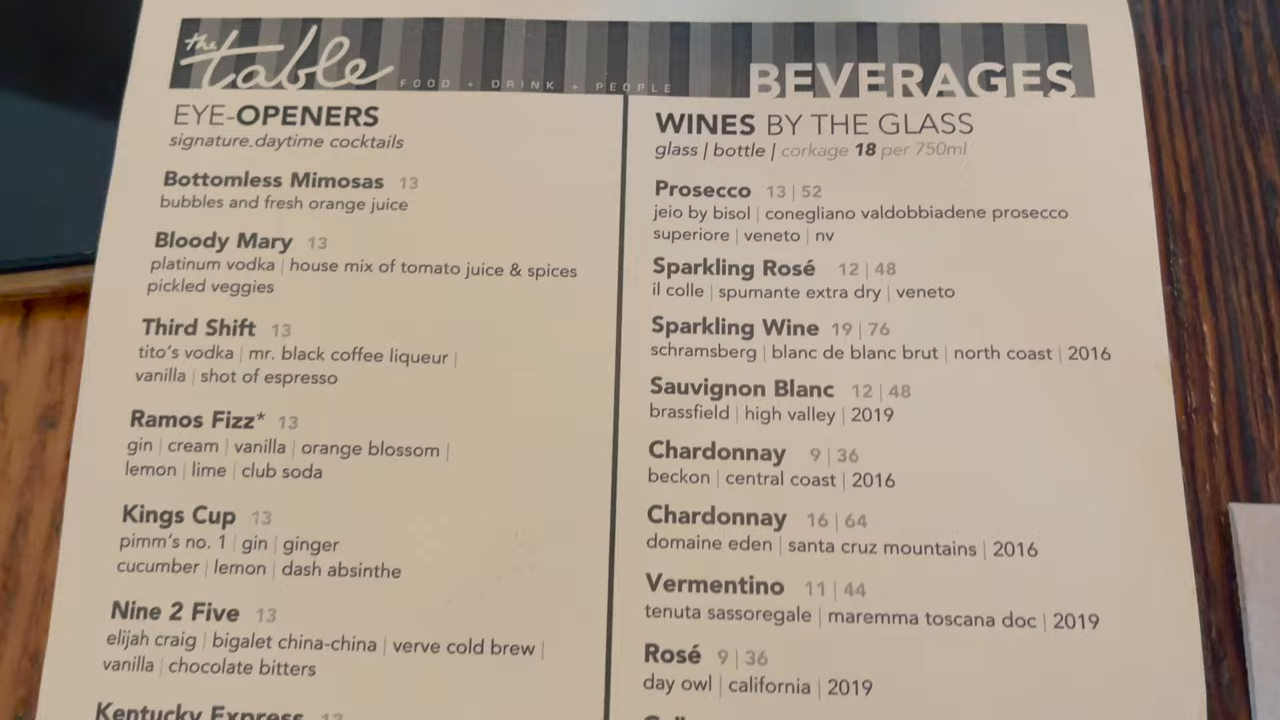 the table FOOD + DRINK + PEOPLE
BEVERAGES
EYE-OPENERS
signature.daytime cocktails
Bottomless Mimosas 13
bubbles and fresh orange juice
Bloody Mary 13
platinum vodka | house mix of tomato juice & spices
pickled veggies
Third Shift 13
tito's vodka | mr. black coffee liqueur |
vanilla | shot of espresso
Ramos Fizz* 13
gin | cream | vanilla | orange blossom |
lemon | lime | club soda
Kings Cup 13
pimm's no. 1 | gin | ginger
cucumber | lemon | dash absinthe
Nine 2 Five 13
elijah craig | bigalet china-china | verve cold brew |
vanilla | chocolate bitters
Kentucky Express 13
WINES BY THE GLASS
glass | bottle | corkage 18 per 750ml
Prosecco 13 | 52
jeio by bisol | conegliano valdobbiadene prosecco
superiore | veneto | nv
Sparkling Rosé 12 | 48
il colle | spumante extra dry | veneto
Sparkling Wine 19 | 76
schramsberg | blanc de blanc brut | north coast | 2016
Sauvignon Blanc 12 | 48
brassfield | high valley | 2019
Chardonnay 9 | 36
beckon | central coast | 2016
Chardonnay 16 | 64
domaine eden | santa cruz mountains | 2016
Vermentino 11 | 44
tenuta sassoregale | maremma toscana doc | 2019
Rosé 9 | 36
day owl | california | 2019